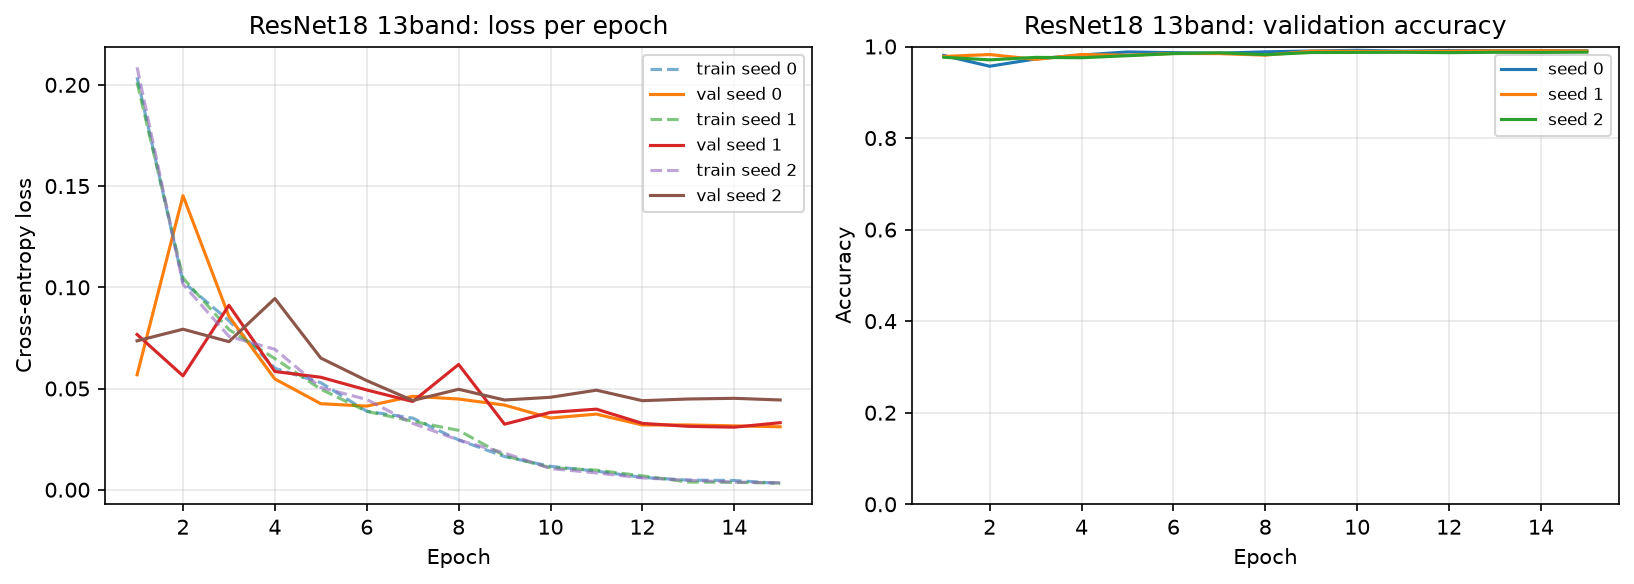 ResNet18 13band: loss per epoch
Cross-entropy loss
0.20
0.15
0.10
0.05
0.00
train seed 0
val seed 0
train seed 1
val seed 1
train seed 2
val seed 2
2 4 6 8 10 12 14
Epoch
ResNet18 13band: validation accuracy
Accuracy
1.0
0.8
0.6
0.4
0.2
0.0
seed 0
seed 1
seed 2
2 4 6 8 10 12 14
Epoch